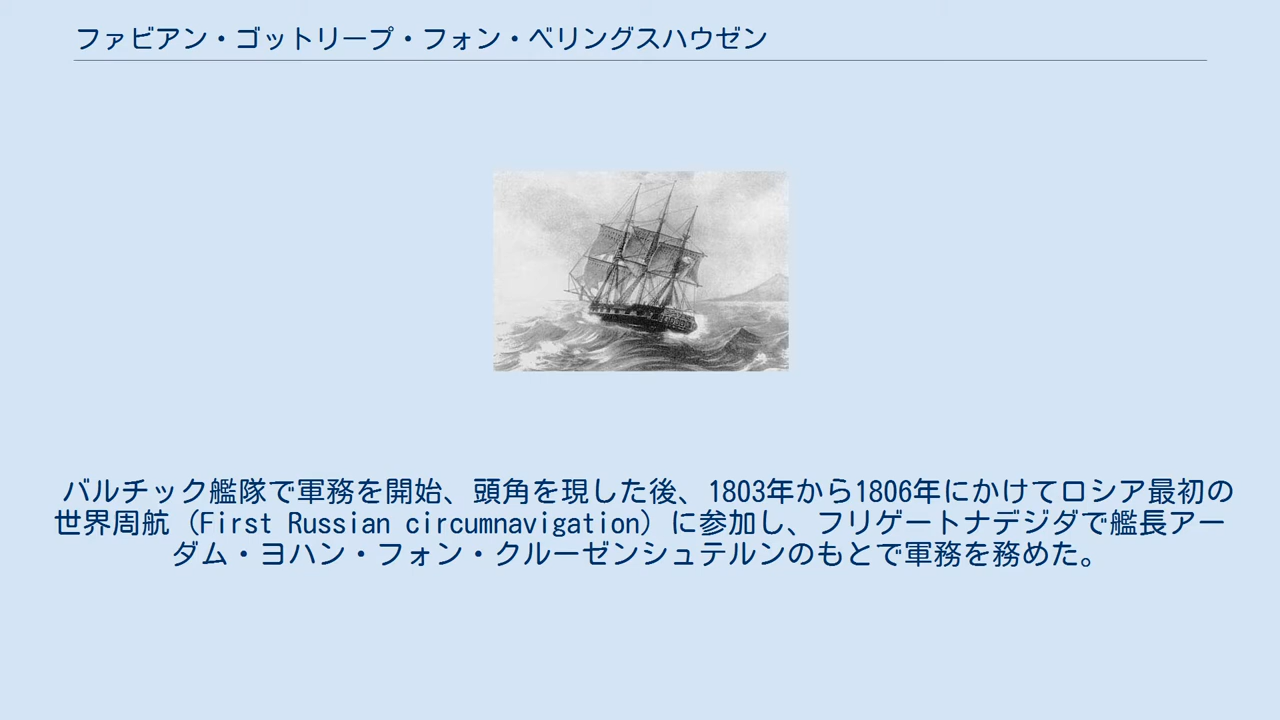 ファビアン・ゴットリープ・フォン・ベリングスハウゼン
バルチック艦隊で軍務を開始、頭角を現した後、1803年から1806年にかけてロシア最初の
世界周航（First Russian circumnavigation）に参加し、フリゲートナデジダで艦長アー
ダム・ヨハン・フォン・クルーゼンシュテルンのもとで軍務を務めた。